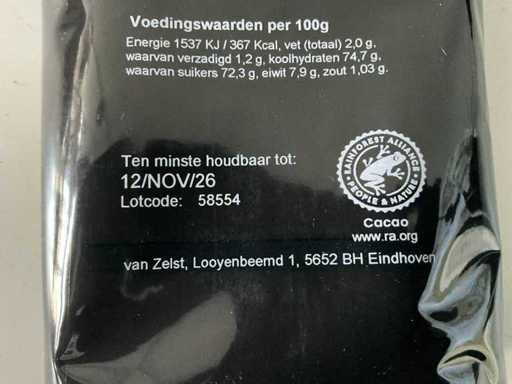 Voedingswaarden per 100g
Energie 1537 KJ / 367 Kcal, vet (totaal) 2,0 g,
waarvan verzadigd 1,2 g, koolhydraten 74,7 g,
waarvan suikers 72,3 g, eiwit 7,9 g, zout 1,03 g.
Ten minste houdbaar tot:
12/NOV/26
Lotcode: 58554
RAINFOREST ALLIANCE
PEOPLE & NATURE
Cacao
www.ra.org
van Zelst, Looyenbeemd 1, 5652 BH Eindhoven